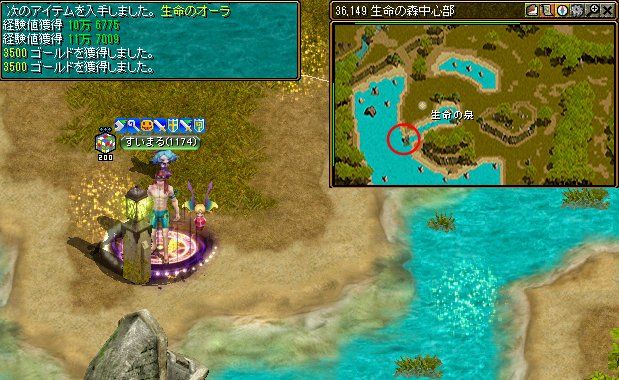 次のアイテムを入手しました。生命のオーラ
経験値獲得 10万 6775
経験値獲得 11万 7009
3500 ゴールドを獲得しました。
3500 ゴールドを獲得しました。
36,149 生命の森中心部
生命の泉
すいまる(1174)
200